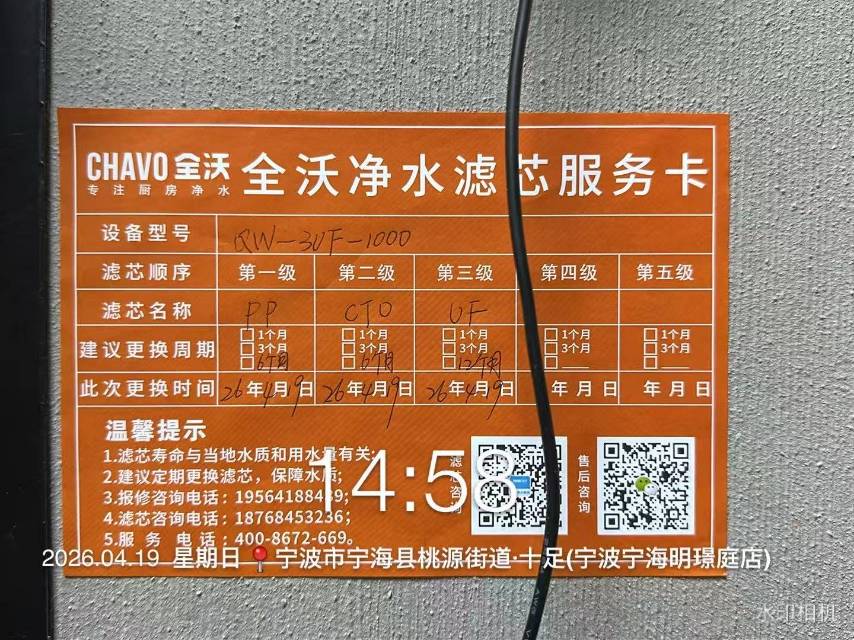 CHAVO 全沃 全沃净水滤芯服务卡
专注厨房净水
设备型号 QW-3UF-1000
滤芯顺序 第一级 第二级 第三级 第四级 第五级
滤芯名称 PP CTO UF
建议更换周期 1个月 1个月 1个月 1个月 1个月
3个月 3个月 3个月 3个月 3个月
6个月 6个月 12个月
此次更换时间 26年4月19日 26年4月19日 26年4月19日 年 月 日 年 月 日
温馨提示
1.滤芯寿命与当地水质和用水量有关;
2.建议定期更换滤芯，保障水质;
3.报修咨询电话：19564188439;
4.滤芯咨询电话：18768453236;
5.服 务 电话：400-8672-669。
滤芯咨询
售后咨询
14:58
2026.04.19 星期日 宁波市宁海县桃源街道·十足(宁波宁海明璟庭店)
水印相机